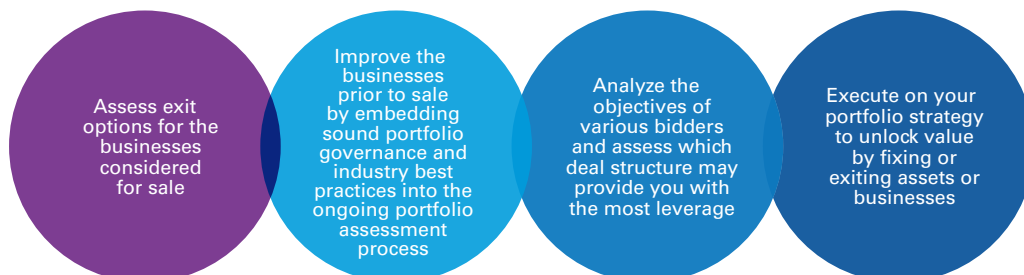 Assess exit
options for the
businesses
considered
for sale
Improve the
businesses
prior to sale
by embedding
sound portfolio
governance and
industry best
practices into the
ongoing portfolio
assessment
process
Analyze the
objectives of
various bidders
and assess which
deal structure may
provide you with
the most leverage
Execute on your
portfolio strategy
to unlock value
by fixing or
exiting assets or
businesses